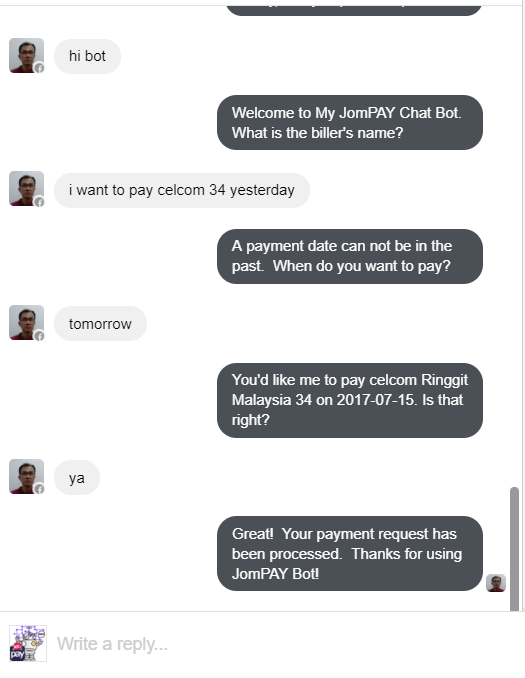 hi bot
Welcome to My JomPAY Chat Bot.
What is the biller's name?
i want to pay celcom 34 yesterday
A payment date can not be in the
past.  When do you want to pay?
tomorrow
You'd like me to pay celcom Ringgit
Malaysia 34 on 2017-07-15. Is that
right?
ya
Great!  Your payment request has
been processed.  Thanks for using
JomPAY Bot!
pay
Write a reply...